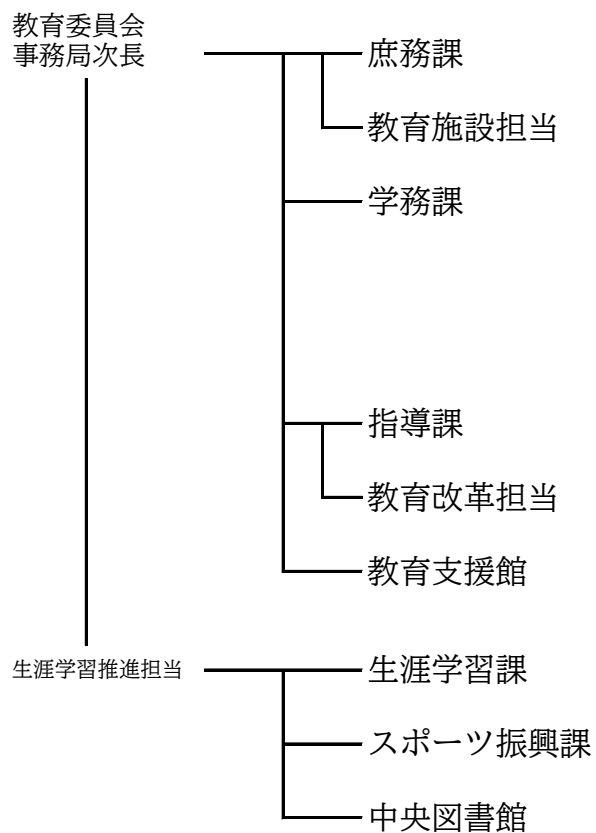 教育委員会
事務局次長
庶務課
教育施設担当
学務課
指導課
教育改革担当
教育支援館
生涯学習推進担当
生涯学習課
スポーツ振興課
中央図書館